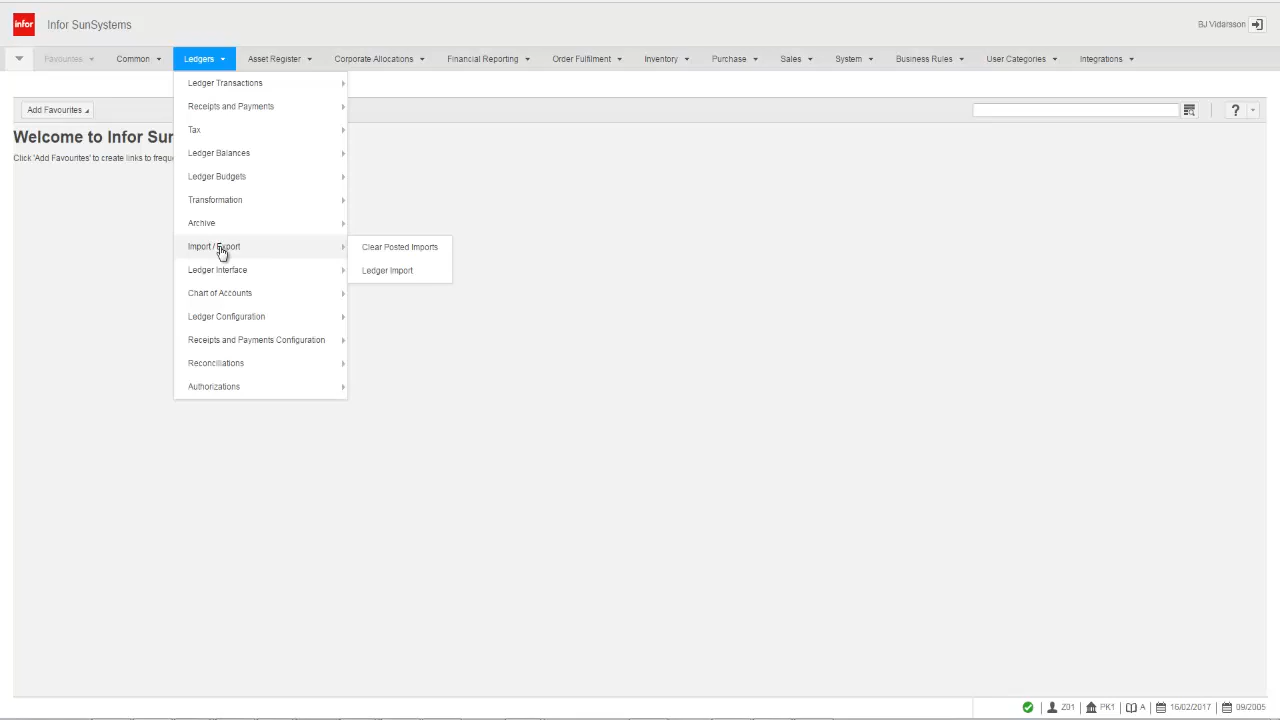 infor Infor SunSystems BJ Vidarsson
Favourites Common Ledgers Asset Register Corporate Allocations Financial Reporting Order Fulfilment Inventory Purchase Sales System Business Rules User Categories Integrations
Ledger Transactions
Add Favourites Receipts and Payments ?
Welcome to Infor Sun
Tax
Click 'Add Favourites' to create links to frequ
Ledger Balances
Ledger Budgets
Transformation
Archive
Import / Export Clear Posted Imports
Ledger Interface Ledger Import
Chart of Accounts
Ledger Configuration
Receipts and Payments Configuration
Reconciliations
Authorizations
Z01 PK1 A 16/02/2017 09/2005